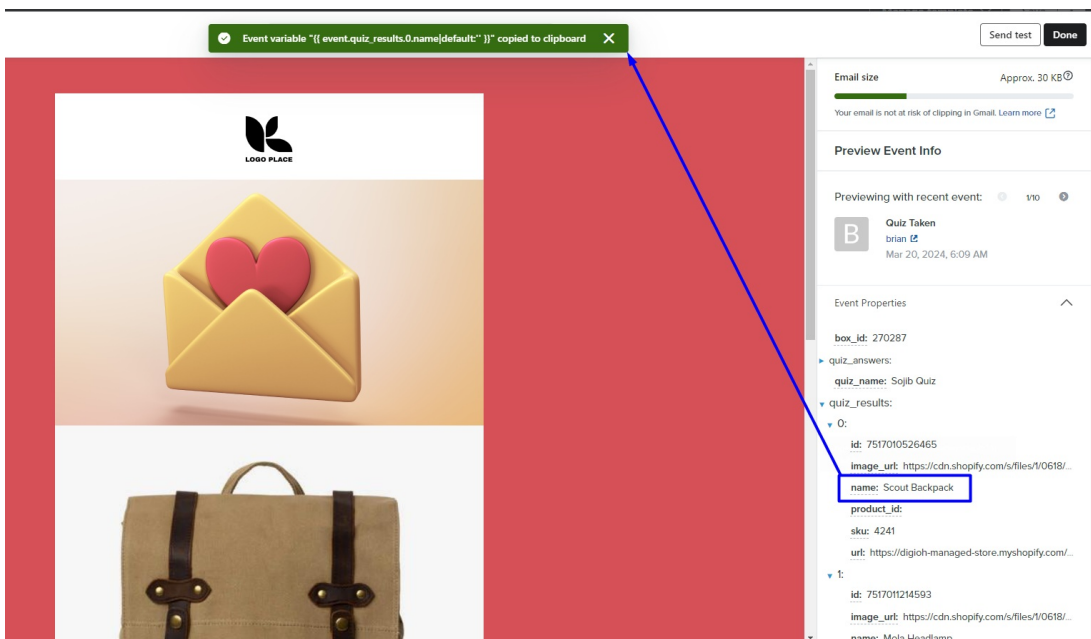 Event variable "{{ event.quiz_results.0.name|default:'' }}" copied to clipboard
Send test
Done
LOGO PLACE
Email size
Approx. 30 KB
Your email is not at risk of clipping in Gmail. Learn more
Preview Event Info
Previewing with recent event:
1/10
B
Quiz Taken
brian
Mar 20, 2024, 6:09 AM
Event Properties
box_id: 270287
quiz_answers:
quiz_name: Sojib Quiz
quiz_results:
0:
id: 7517010526465
image_url: https://cdn.shopify.com/s/files/1/0618/...
name: Scout Backpack
product_id:
sku: 4241
url: https://digioh-managed-store.myshopify.com/...
1:
id: 7517011214593
image_url: https://cdn.shopify.com/s/files/1/0618/...
name: Mola Headlamp